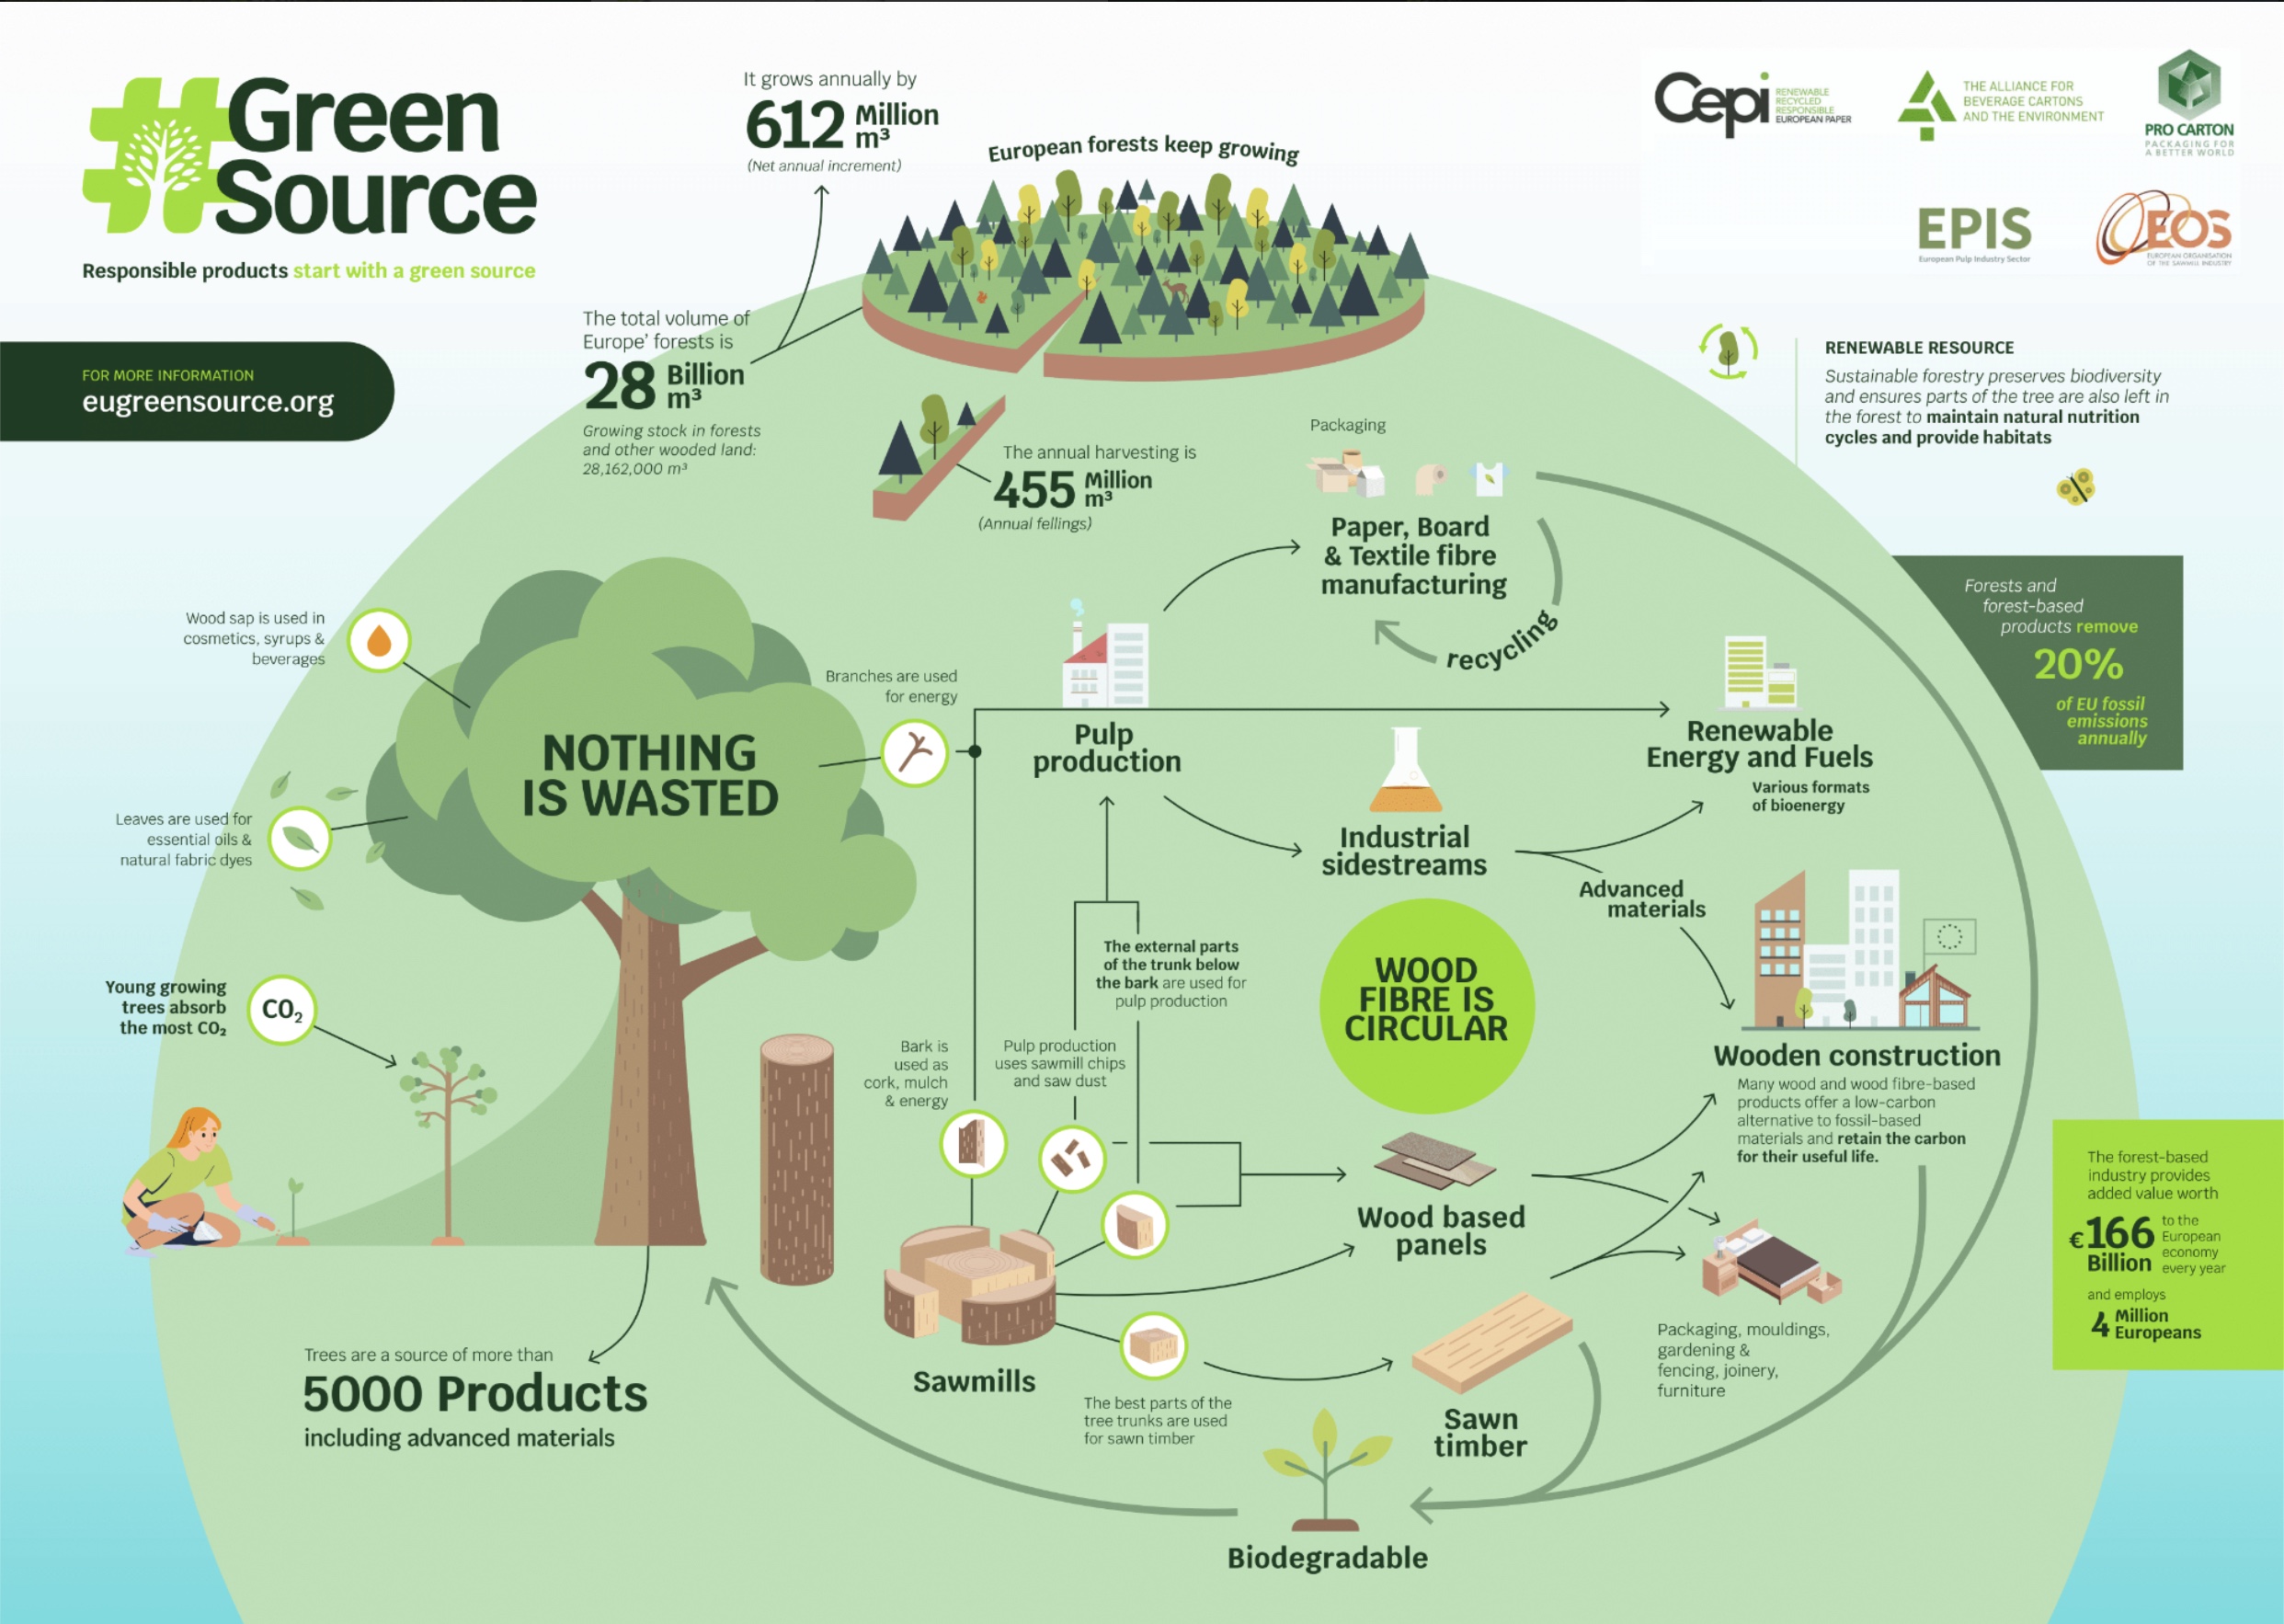 #Green
Source
Responsible products start with a green source
FOR MORE INFORMATION
eugreensource.org
It grows annually by
612 Million
m³
(Net annual increment)
European forests keep growing
The total volume of
Europe' forests is
28 Billion
m³
Growing stock in forests
and other wooded land:
28,162,000 m³
The annual harvesting is
455 Million
m³
(Annual fellings)
Cepi
RENEWABLE
RECYCLED
RESPONSIBLE
EUROPEAN PAPER
THE ALLIANCE FOR
BEVERAGE CARTONS
AND THE ENVIRONMENT
PRO CARTON
PACKAGING FOR
A BETTER WORLD
EPIS
European Pulp Industry Sector
EOS
EUROPEAN ORGANISATION
OF THE SAWMILL INDUSTRY
RENEWABLE RESOURCE
Sustainable forestry preserves biodiversity
and ensures parts of the tree are also left in
the forest to maintain natural nutrition
cycles and provide habitats
Forests and
forest-based
products remove
20%
of EU fossil
emissions
annually
Wood sap is used in
cosmetics, syrups &
beverages
Leaves are used for
essential oils &
natural fabric dyes
Young growing
trees absorb
the most CO₂
CO₂
NOTHING
IS WASTED
Branches are used
for energy
Trees are a source of more than
5000 Products
including advanced materials
Packaging
Paper, Board
& Textile fibre
manufacturing
recycling
Pulp
production
Industrial
sidestreams
Renewable
Energy and Fuels
Various formats
of bioenergy
Advanced
materials
The external parts
of the trunk below
the bark are used for
pulp production
Bark is
used as
cork, mulch
& energy
Pulp production
uses sawmill chips
and saw dust
WOOD
FIBRE IS
CIRCULAR
Wooden construction
Many wood and wood fibre-based
products offer a low-carbon
alternative to fossil-based
materials and retain the carbon
for their useful life.
Wood based
panels
Sawmills
The best parts of the
tree trunks are used
for sawn timber
Sawn
timber
Packaging, mouldings,
gardening &
fencing, joinery,
furniture
Biodegradable
The forest-based
industry provides
added value worth
€166
Billion
to the
European
economy
every year
and employs
4 Million
Europeans